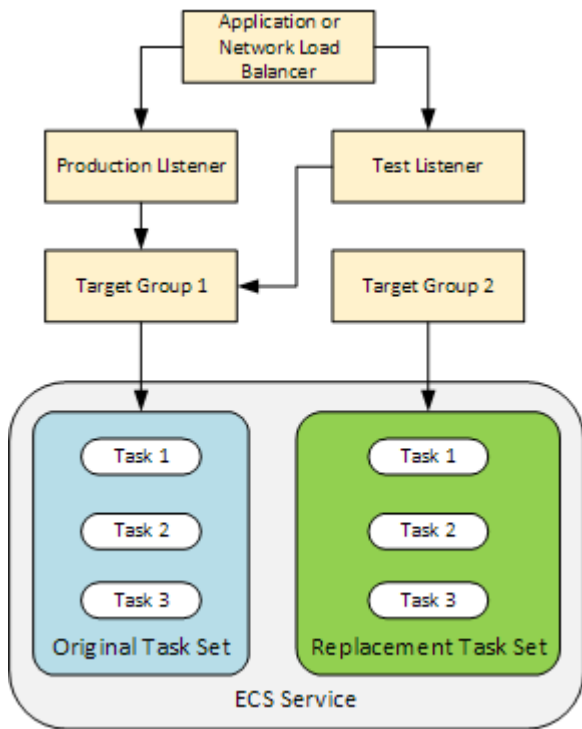 Application or
Network Load
Balancer
Production Listener
Test Listener
Target Group 1
Target Group 2
Task 1
Task 2
Task 3
Original Task Set
Task 1
Task 2
Task 3
Replacement Task Set
ECS Service